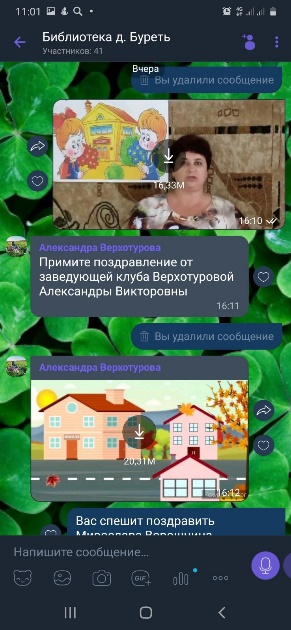 11:01
Библиотека д. Буреть
Участников: 41
Вчера
Вы удалили сообщение
16,33M
16:10
Александра Верхотурова
Примите поздравление от
заведующей клуба Верхотуровой
Александры Викторовны
16:11
Вы удалили сообщение
Александра Верхотурова
20,31M
16:12
Вас спешит поздравить
Напишите сообщение...
GIF